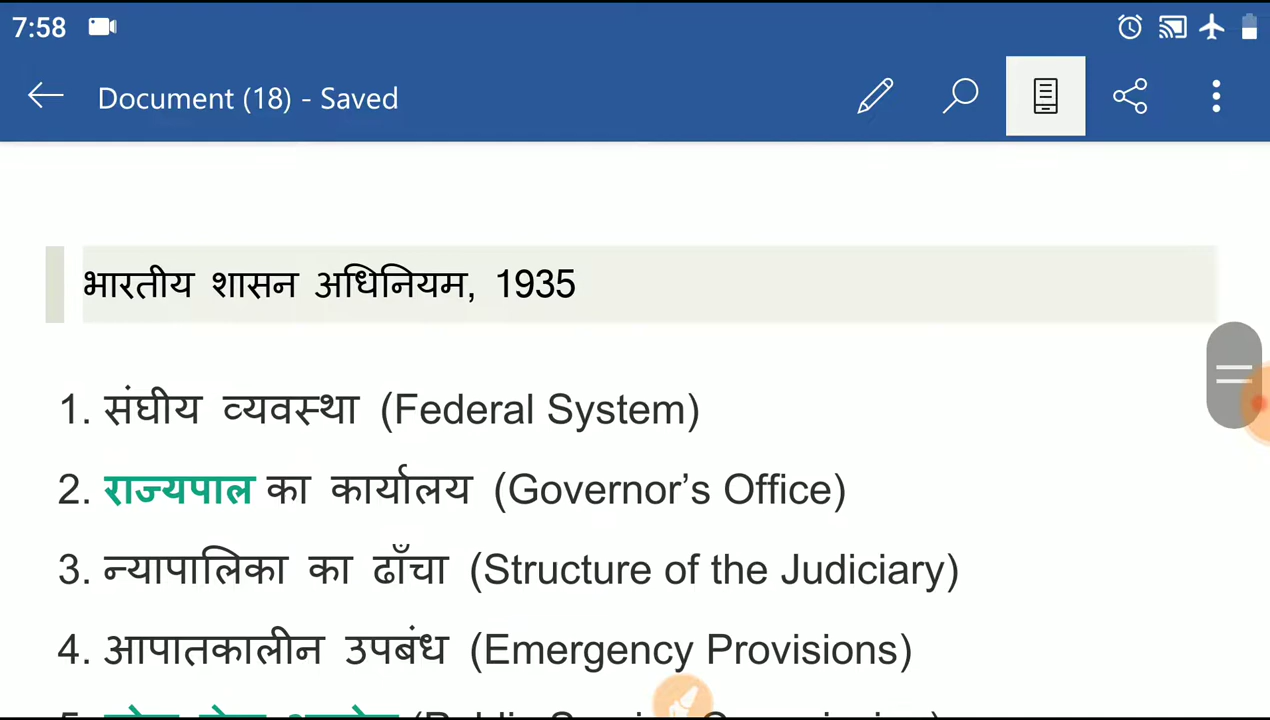 7:58
Document (18) - Saved
भारतीय शासन अधिनियम, 1935
1. संघीय व्यवस्था (Federal System)
2. राज्यपाल का कार्यालय (Governor’s Office)
3. न्यापालिका का ढाँचा (Structure of the Judiciary)
4. आपातकालीन उपबंध (Emergency Provisions)